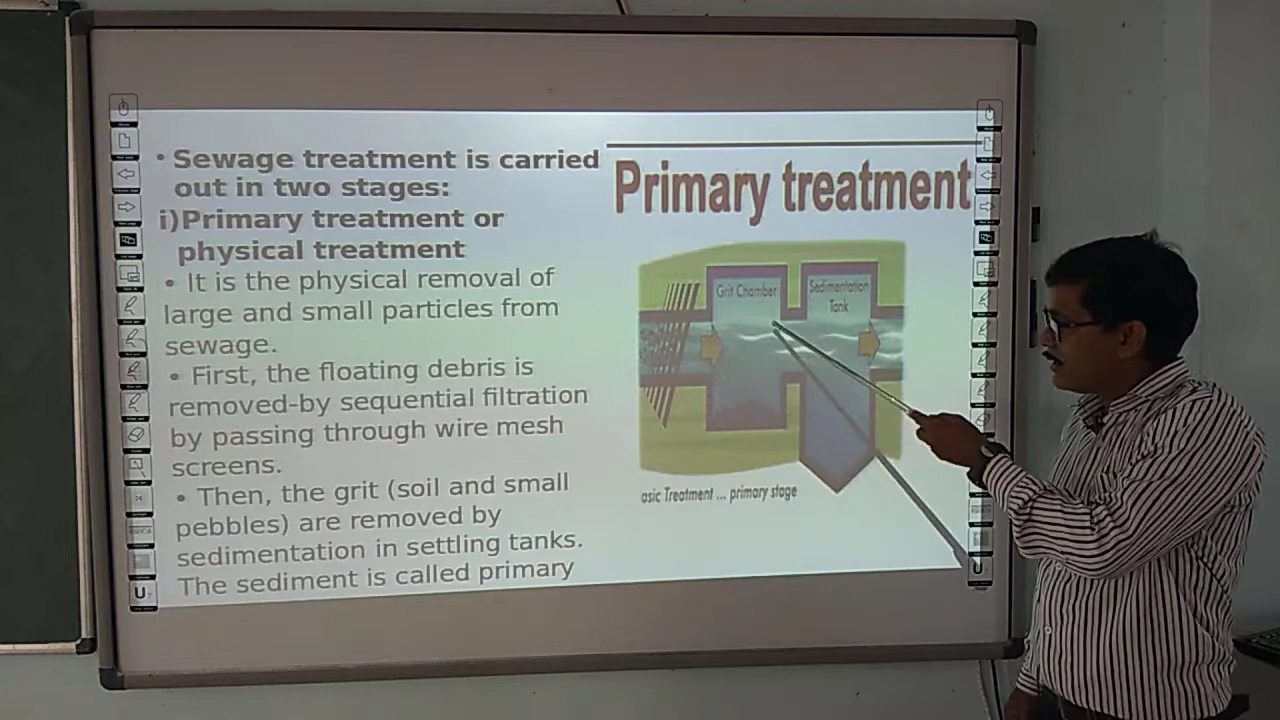 • Sewage treatment is carried
out in two stages:
i)Primary treatment or
physical treatment
• It is the physical removal of
large and small particles from
sewage.
• First, the floating debris is
removed-by sequential filtration
by passing through wire mesh
screens.
• Then, the grit (soil and small
pebbles) are removed by
sedimentation in settling tanks.
The sediment is called primary
Primary treatment
Grit Chamber
Sedimentation
Tank
asic Treatment ... primary stage